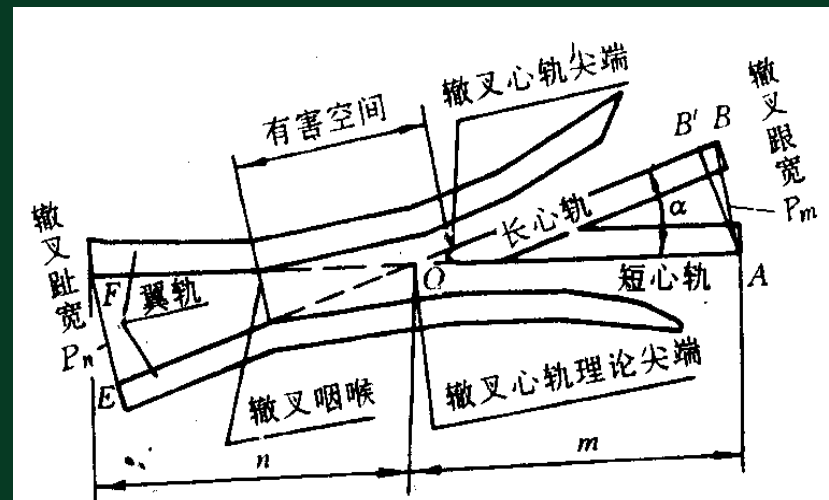 辙叉心轨尖端
有害空间
B' B
辙叉跟宽
Pm
辙叉趾宽
长心轨
α
F
翼轨
O
短心轨
A
Pn
E
辙叉咽喉
辙叉心轨理论尖端
n
m